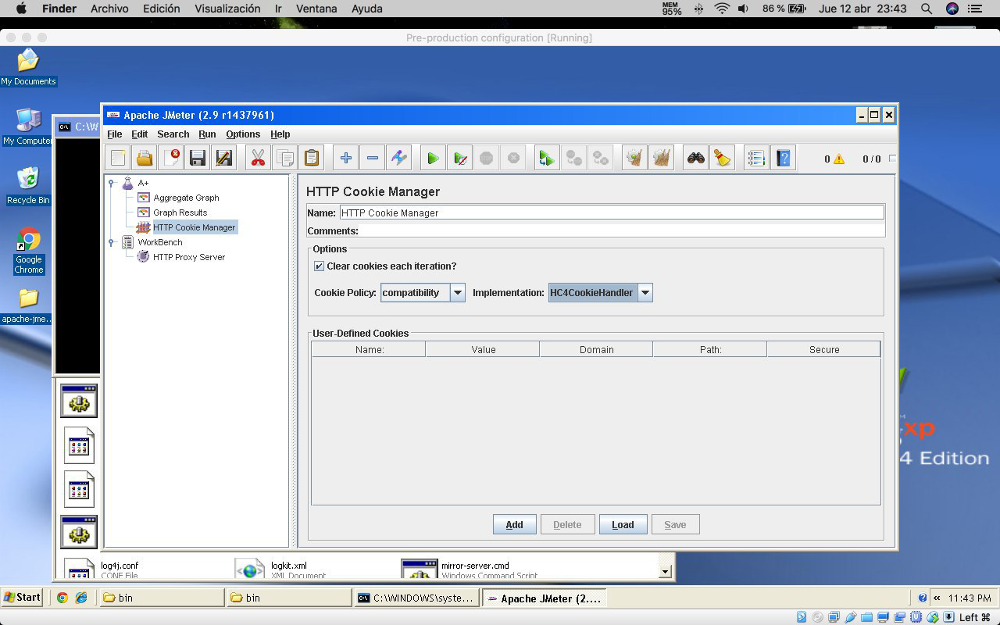 Finder Archivo Edición Visualización Ir Ventana Ayuda MEM 95% 86 % Jue 12 abr 23:43
Pre-production configuration [Running]
My Documents
My Computer
Recycle Bin
Google Chrome
apache-jme...
C:\W
Apache JMeter (2.9 r1437961)
File Edit Search Run Options Help
0 0 / 0
A+
Aggregate Graph
Graph Results
HTTP Cookie Manager
WorkBench
HTTP Proxy Server
HTTP Cookie Manager
Name: HTTP Cookie Manager
Comments:
Options
Clear cookies each iteration?
Cookie Policy: compatibility Implementation: HC4CookieHandler
User-Defined Cookies
Name: Value Domain Path: Secure
Add Delete Load Save
xp
4 Edition
log4j.conf logkit.xml mirror-server.cmd
CONF File XML Document Windows Command Script
Start bin bin C:\WINDOWS\syste... Apache JMeter (2.... « 11:43 PM
Left ⌘